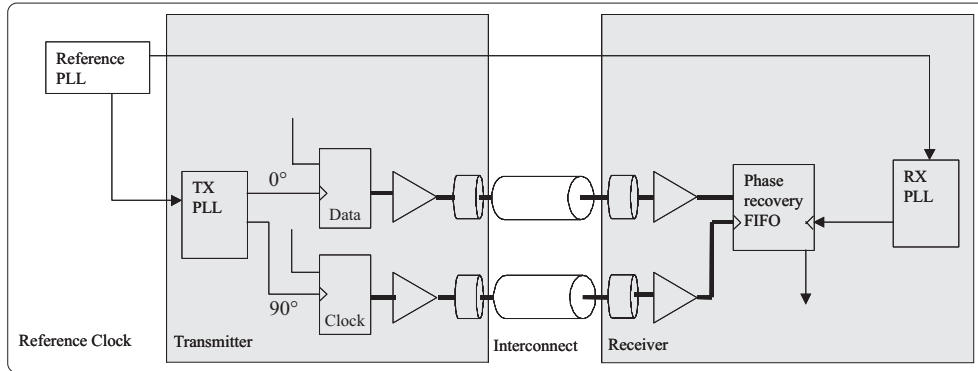 Reference
PLL
TX
PLL
0°
90°
Data
Clock
Phase
recovery
FIFO
RX
PLL
Reference Clock
Transmitter
Interconnect
Receiver